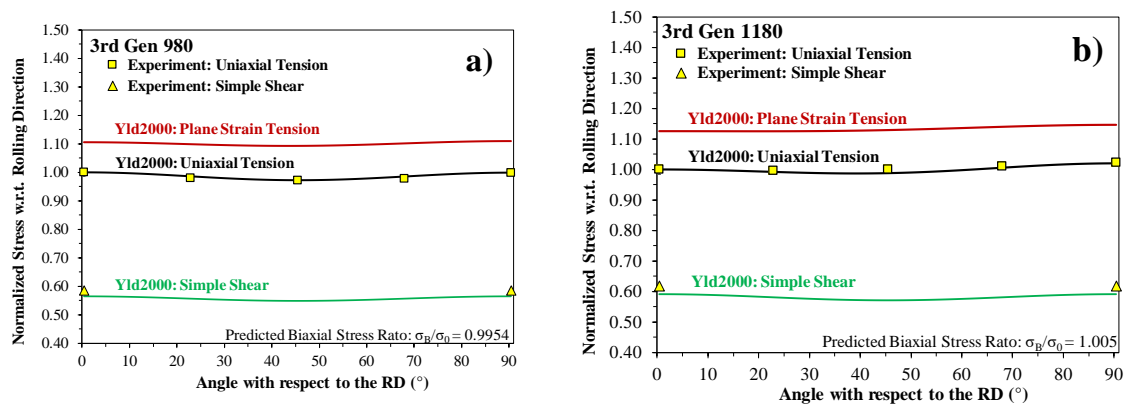 3rd Gen 980
a)
Experiment: Uniaxial Tension
Experiment: Simple Shear
Yld2000: Plane Strain Tension
Yld2000: Uniaxial Tension
Yld2000: Simple Shear
Predicted Biaxial Stress Rato: σB/σ0 = 0.9954
Normalized Stress w.r.t. Rolling Direction
1.50
1.40
1.30
1.20
1.10
1.00
0.90
0.80
0.70
0.60
0.50
0.40
0 10 20 30 40 50 60 70 80 90
Angle with respect to the RD (°)
3rd Gen 1180
b)
Experiment: Uniaxial Tension
Experiment: Simple Shear
Yld2000: Plane Strain Tension
Yld2000: Uniaxial Tension
Yld2000: Simple Shear
Predicted Biaxial Stress Rato: σB/σ0 = 1.005
Normalized Stress w.r.t. Rolling Direction
1.50
1.40
1.30
1.20
1.10
1.00
0.90
0.80
0.70
0.60
0.50
0.40
0 10 20 30 40 50 60 70 80 90
Angle with respect to the RD (°)